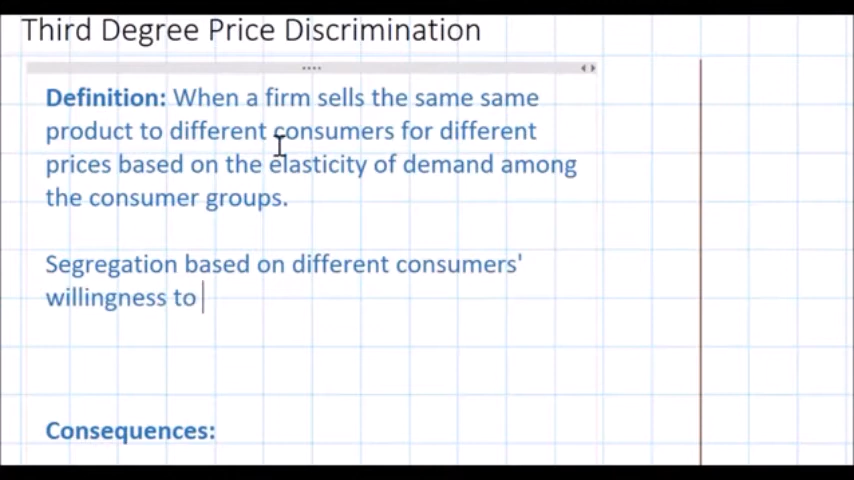 Third Degree Price Discrimination
Definition: When a firm sells the same same
product to different consumers for different
prices based on the elasticity of demand among
the consumer groups.
Segregation based on different consumers'
willingness to
Consequences: